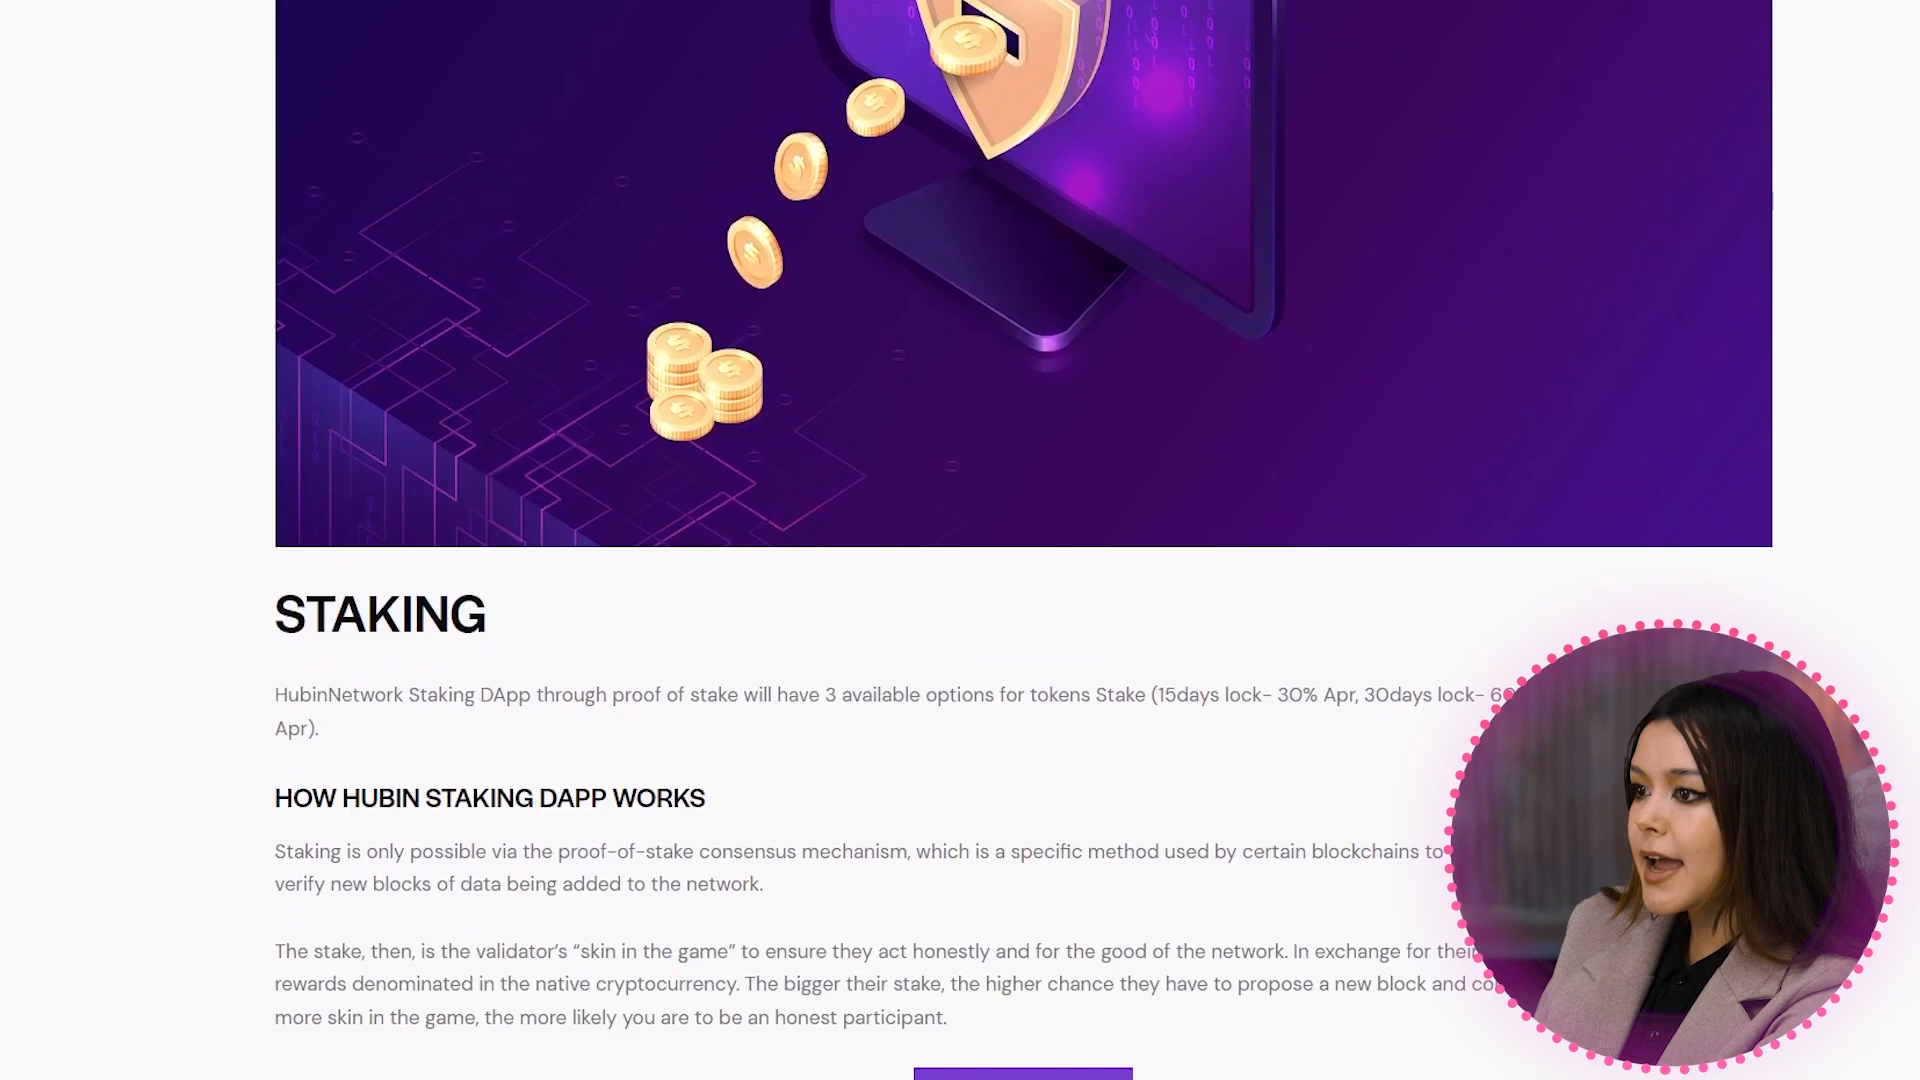 STAKING
HubinNetwork Staking DApp through proof of stake will have 3 available options for tokens Stake (15days lock- 30% Apr, 30days lock-
Apr).
HOW HUBIN STAKING DAPP WORKS
Staking is only possible via the proof-of-stake consensus mechanism, which is a specific method used by certain blockchains to
verify new blocks of data being added to the network.
The stake, then, is the validator's “skin in the game” to ensure they act honestly and for the good of the network. In exchange for their
rewards denominated in the native cryptocurrency. The bigger their stake, the higher chance they have to propose a new block and
more skin in the game, the more likely you are to be an honest participant.